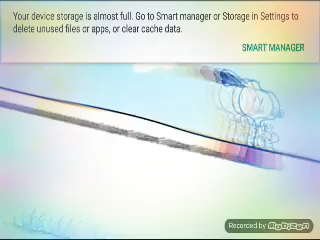 Your device storage is almost full. Go to Smart manager or Storage in Settings to
delete unused files or apps, or clear cache data.
SMART MANAGER
Recorded by